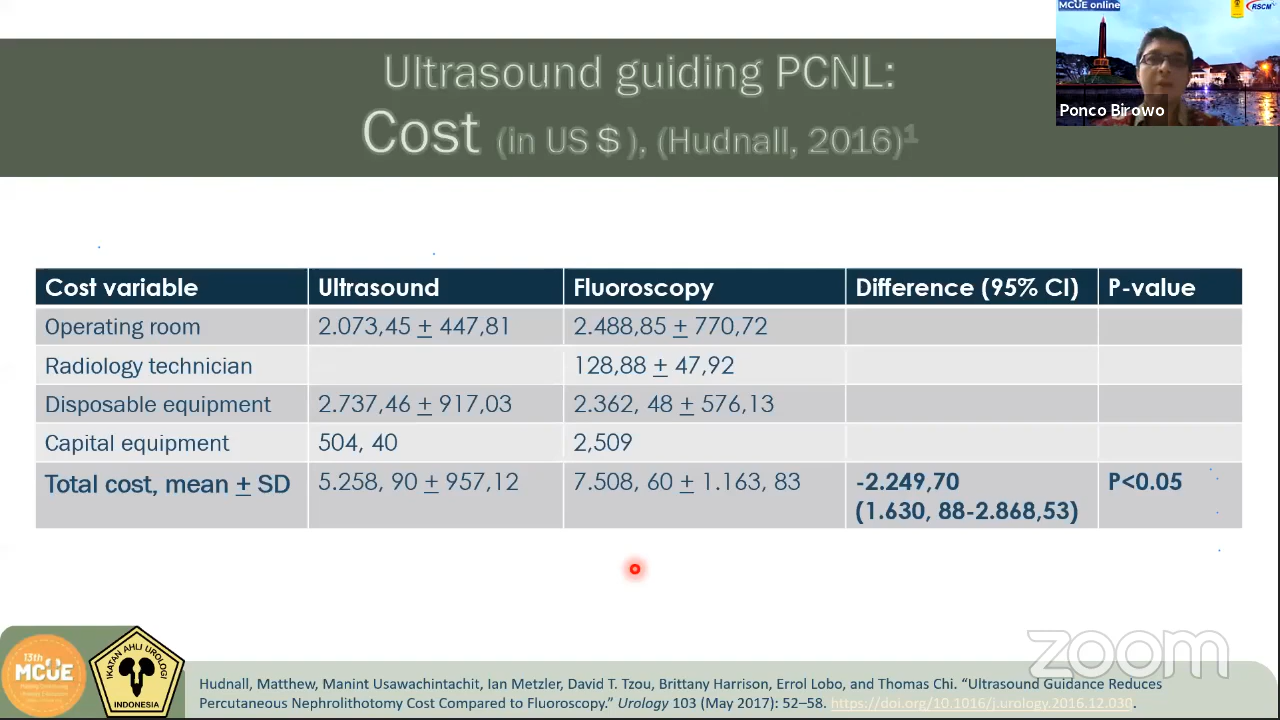 MCUE online
RSCM
Ponco Birowo
Ultrasound guiding PCNL:
Cost (in US $ ), (Hudnall, 2016)¹
Cost variable Ultrasound Fluoroscopy Difference (95% CI) P-value
Operating room 2.073,45 + 447,81 2.488,85 + 770,72
Radiology technician 128,88 + 47,92
Disposable equipment 2.737,46 + 917,03 2.362, 48 + 576,13
Capital equipment 504, 40 2,509
Total cost, mean + SD 5.258, 90 + 957,12 7.508, 60 + 1.163, 83 -2.249,70 P<0.05
(1.630, 88-2.868,53)
zoom
13th
MCUE
IKATAN AHLI UROLOGI
INDONESIA
Hudnall, Matthew, Manint Usawachintachit, Ian Metzler, David T. Tzou, Brittany Harrison, Errol Lobo, and Thomas Chi. “Ultrasound Guidance Reduces
Percutaneous Nephrolithotomy Cost Compared to Fluoroscopy.” Urology 103 (May 2017): 52–58. https://doi.org/10.1016/j.urology.2016.12.030.